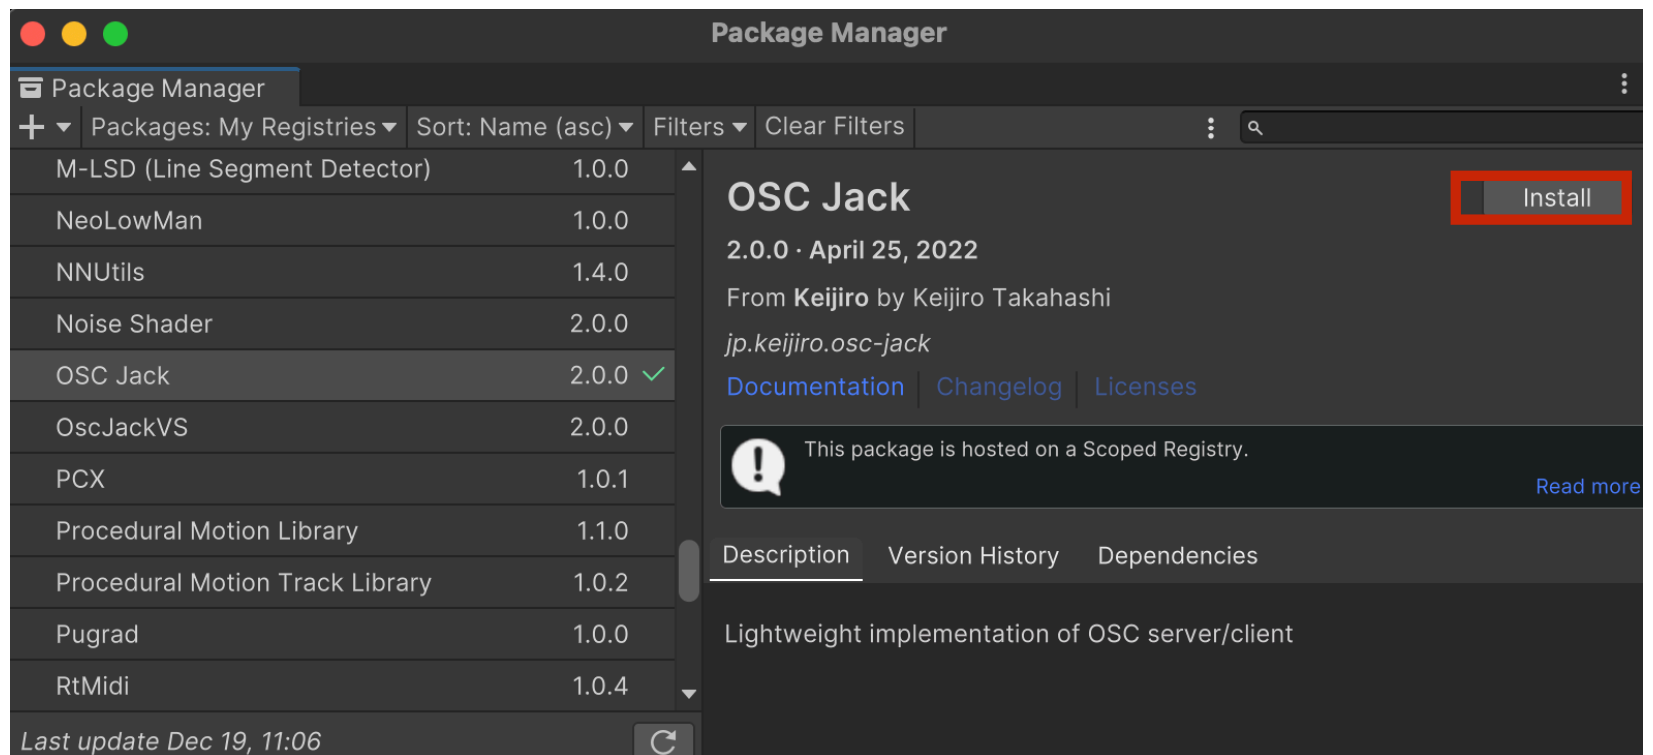 Package Manager
Package Manager
Packages: My Registries Sort: Name (asc) Filters Clear Filters
M-LSD (Line Segment Detector) 1.0.0
NeoLowMan 1.0.0
NNUtils 1.4.0
Noise Shader 2.0.0
OSC Jack 2.0.0
OscJackVS 2.0.0
PCX 1.0.1
Procedural Motion Library 1.1.0
Procedural Motion Track Library 1.0.2
Pugrad 1.0.0
RtMidi 1.0.4
Last update Dec 19, 11:06
OSC Jack
Install
2.0.0 · April 25, 2022
From Keijiro by Keijiro Takahashi
jp.keijiro.osc-jack
Documentation Changelog Licenses
This package is hosted on a Scoped Registry.
Read more
Description Version History Dependencies
Lightweight implementation of OSC server/client